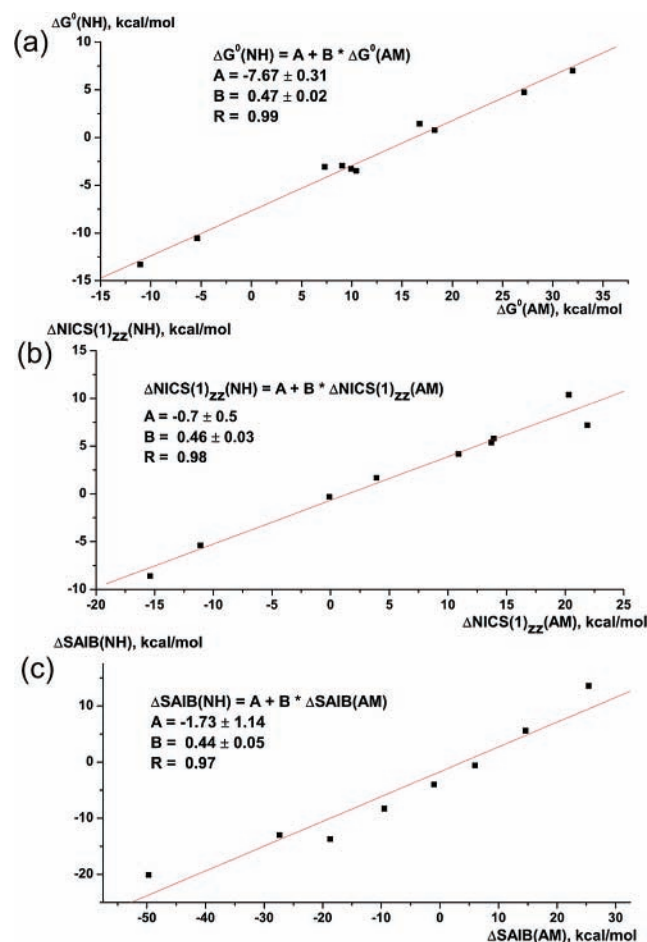 ΔG⁰(NH), kcal/mol
(a)
ΔG⁰(NH) = A + B * ΔG⁰(AM)
A = -7.67 ± 0.31
B = 0.47 ± 0.02
R = 0.99
10
5
0
-5
-10
-15
-15 -10 -5 0 5 10 15 20 25 30 35
ΔG⁰(AM), kcal/mol
ΔNICS(1)zz(NH), kcal/mol
(b)
ΔNICS(1)zz(NH) = A + B * ΔNICS(1)zz(AM)
A = -0.7 ± 0.5
B = 0.46 ± 0.03
R = 0.98
15
10
5
0
-5
-10
-20 -15 -10 -5 0 5 10 15 20 25
ΔNICS(1)zz(AM), kcal/mol
ΔSAIB(NH), kcal/mol
(c)
ΔSAIB(NH) = A + B * ΔSAIB(AM)
A = -1.73 ± 1.14
B = 0.44 ± 0.05
R = 0.97
10
0
-10
-20
-50 -40 -30 -20 -10 0 10 20 30
ΔSAIB(AM), kcal/mol